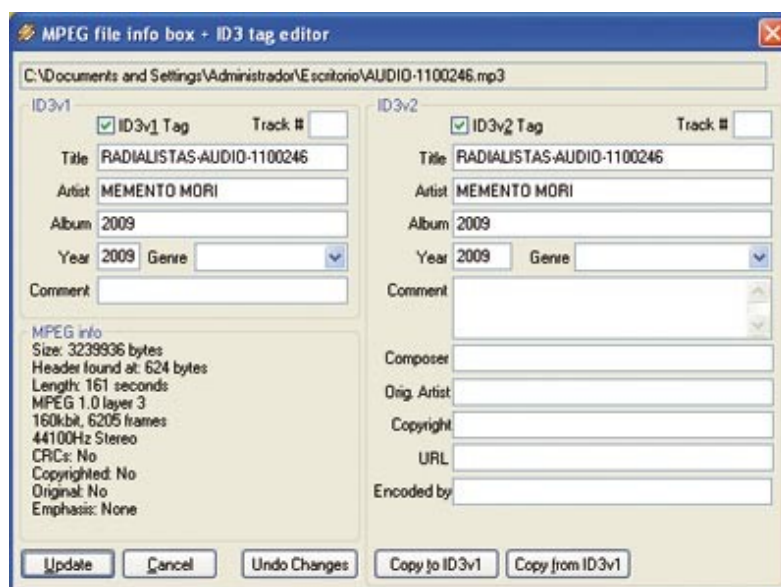 MPEG file info box + ID3 tag editor
C:\Documents and Settings\Administrador\Escritorio\AUDIO-1100246.mp3
ID3v1
ID3v1 Tag Track #
Title RADIALISTAS-AUDIO-1100246
Artist MEMENTO MORI
Album 2009
Year 2009 Genre
Comment
MPEG info
Size: 3239936 bytes
Header found at: 624 bytes
Length: 161 seconds
MPEG 1.0 layer 3
160kbit, 6205 frames
44100Hz Stereo
CRCs: No
Copyrighted: No
Original: No
Emphasis: None
Update Cancel Undo Changes
ID3v2
ID3v2 Tag Track #
Title RADIALISTAS-AUDIO-1100246
Artist MEMENTO MORI
Album 2009
Year 2009 Genre
Comment
Composer
Orig. Artist
Copyright
URL
Encoded by
Copy to ID3v1 Copy from ID3v1